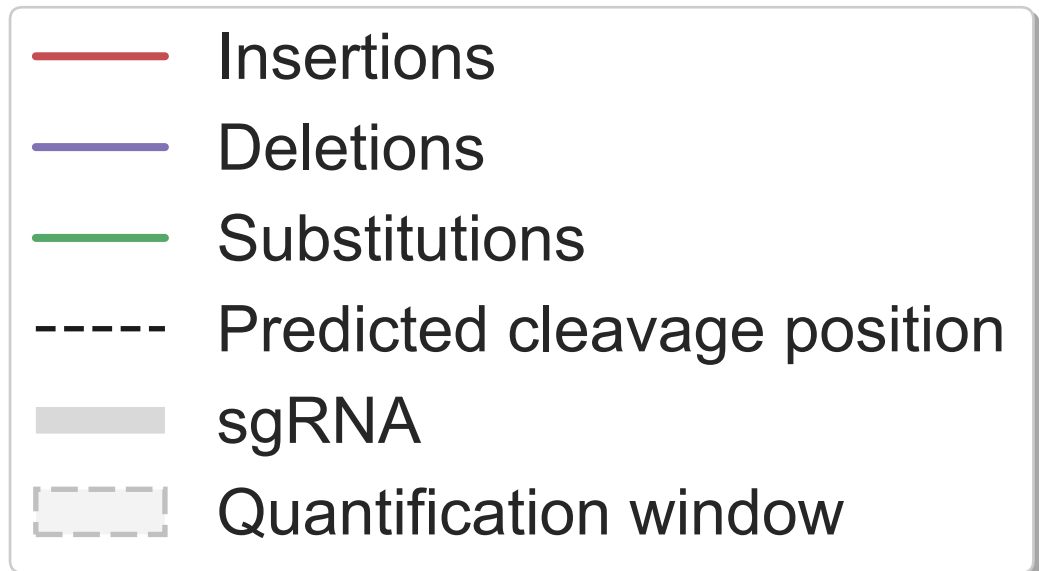 Insertions
Deletions
Substitutions
Predicted cleavage position
sgRNA
Quantification window